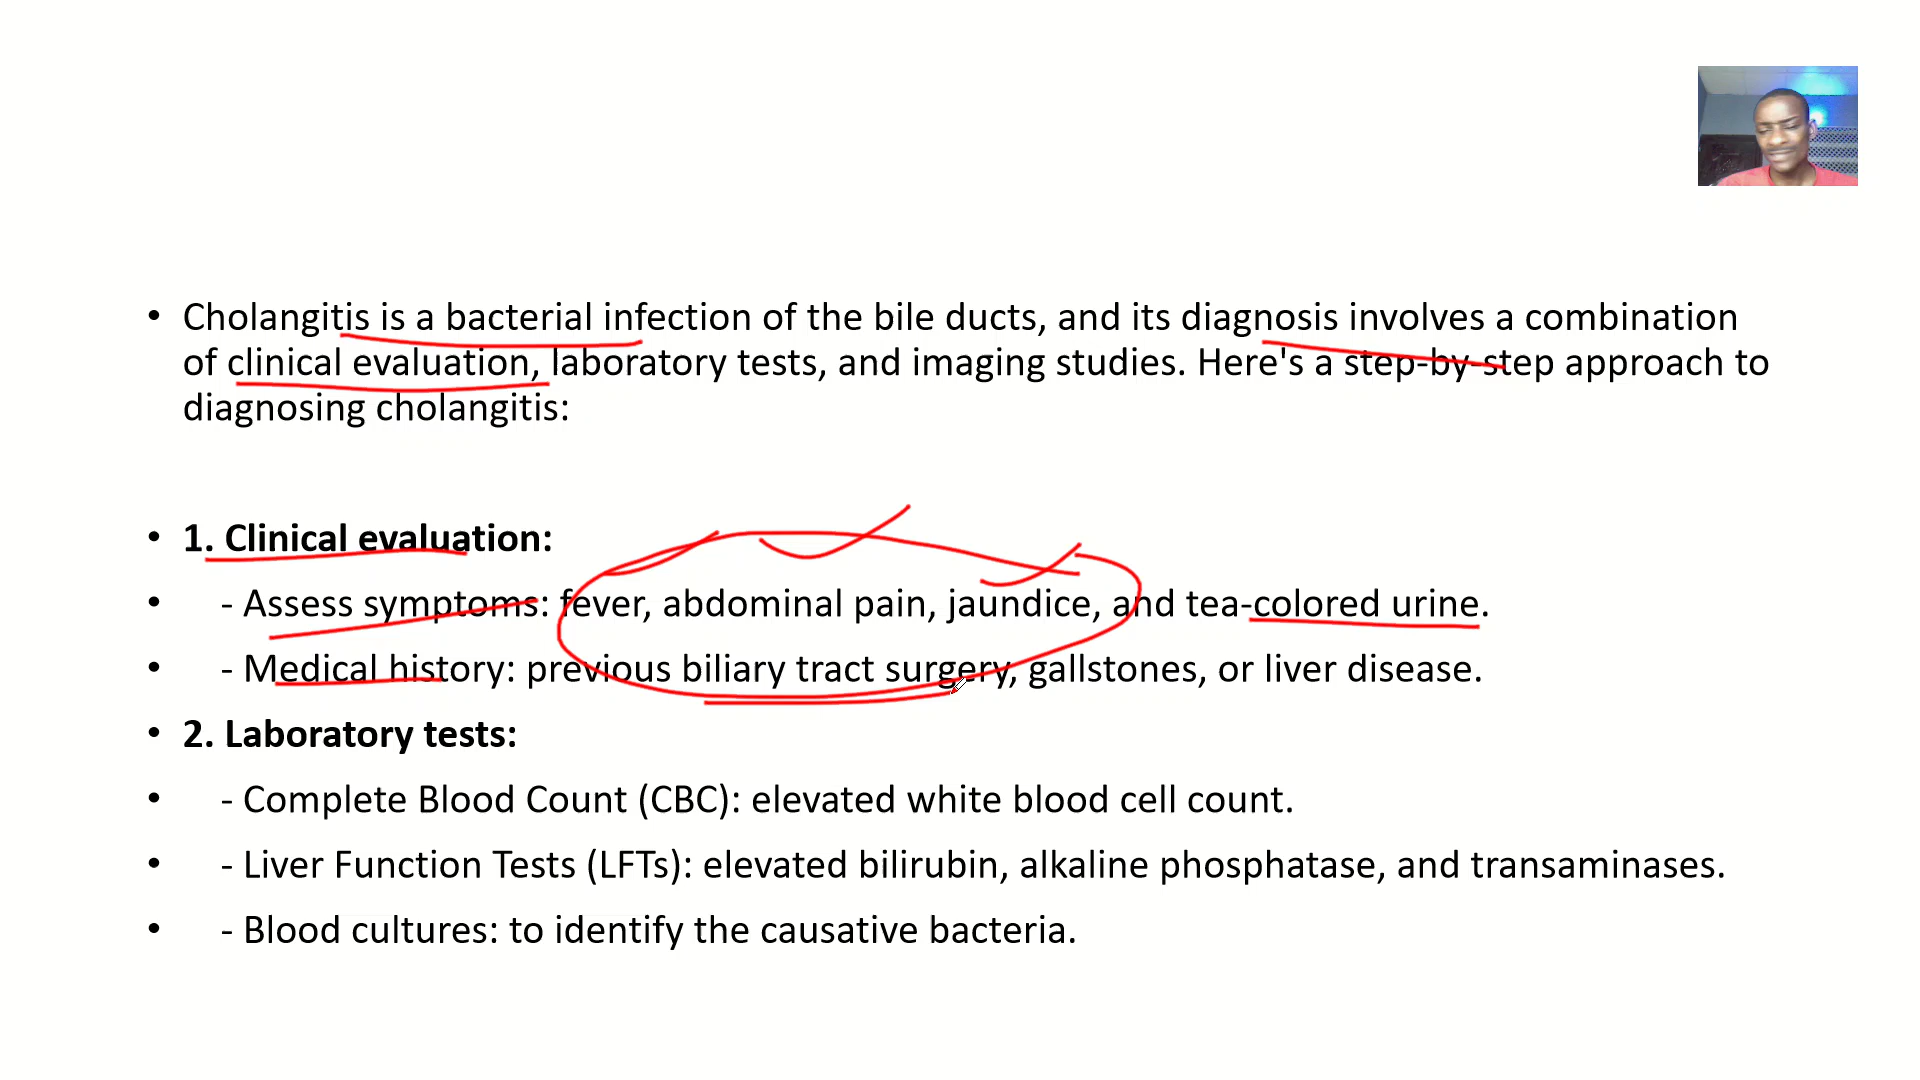 • Cholangitis is a bacterial infection of the bile ducts, and its diagnosis involves a combination
of clinical evaluation, laboratory tests, and imaging studies. Here's a step-by-step approach to
diagnosing cholangitis:
• 1. Clinical evaluation:
• - Assess symptoms: fever, abdominal pain, jaundice, and tea-colored urine.
• - Medical history: previous biliary tract surgery, gallstones, or liver disease.
• 2. Laboratory tests:
• - Complete Blood Count (CBC): elevated white blood cell count.
• - Liver Function Tests (LFTs): elevated bilirubin, alkaline phosphatase, and transaminases.
• - Blood cultures: to identify the causative bacteria.